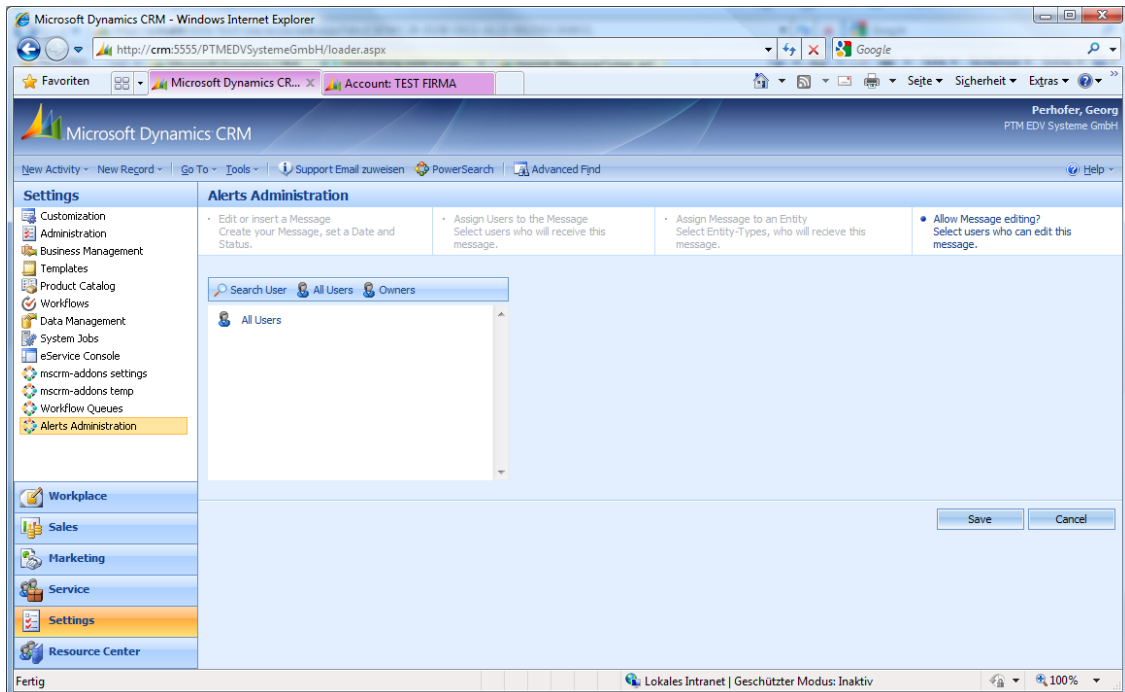 Microsoft Dynamics CRM - Windows Internet Explorer
http://crm:5555/PTMEDVSystemeGmbH/loader.aspx
Google
Favoriten
Microsoft Dynamics CR...
Account: TEST FIRMA
Seite
Sicherheit
Extras
Microsoft Dynamics CRM
Perhofer, Georg
PTM EDV Systeme GmbH
New Activity
New Record
Go To
Tools
Support Email zuweisen
PowerSearch
Advanced Find
Help
Settings
Customization
Administration
Business Management
Templates
Product Catalog
Workflows
Data Management
System Jobs
eService Console
mscrm-addons settings
mscrm-addons temp
Workflow Queues
Alerts Administration
Workplace
Sales
Marketing
Service
Settings
Resource Center
Alerts Administration
Edit or insert a Message
Create your Message, set a Date and
Status.
Assign Users to the Message
Select users who will receive this
message.
Assign Message to an Entity
Select Entity-Types, who will recieve this
message.
Allow Message editing?
Select users who can edit this
message.
Search User
All Users
Owners
All Users
Save
Cancel
Fertig
Lokales Intranet | Geschützter Modus: Inaktiv
100%